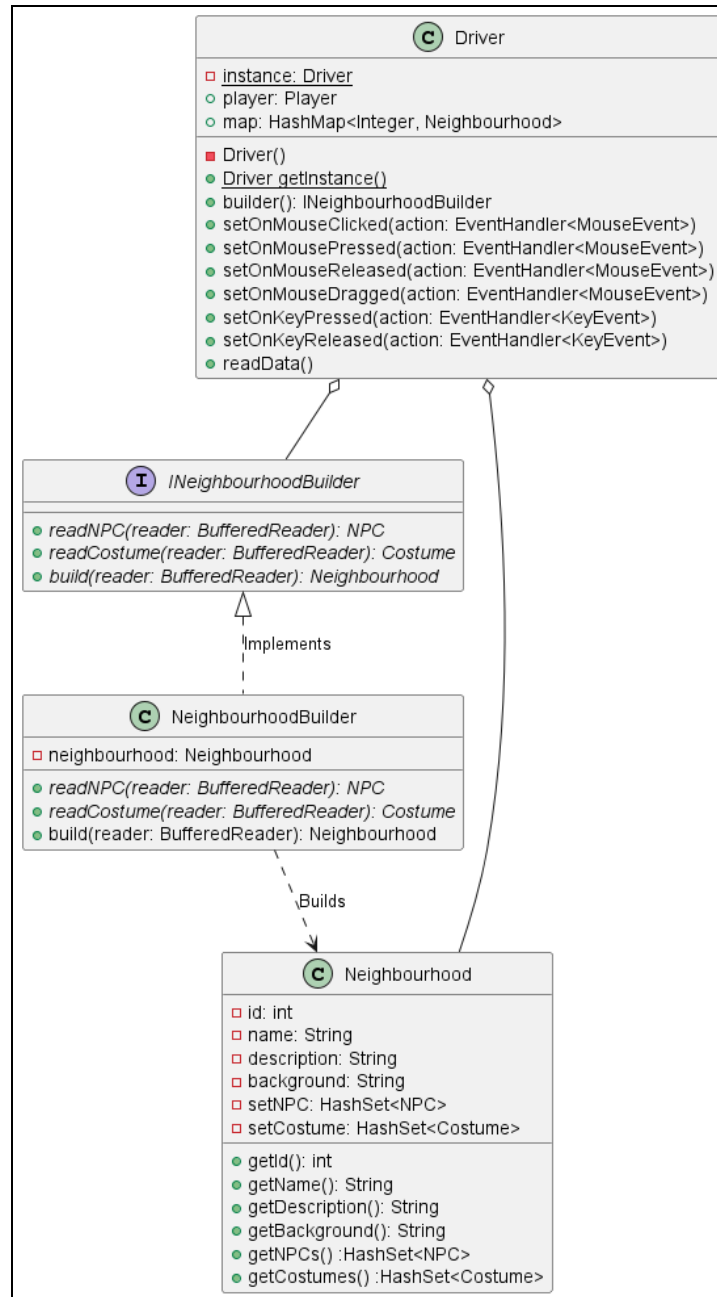 C Driver
instance: Driver
player: Player
map: HashMap<Integer, Neighbourhood>
Driver()
Driver getInstance()
builder(): INeighbourhoodBuilder
setOnMouseClicked(action: EventHandler<MouseEvent>)
setOnMousePressed(action: EventHandler<MouseEvent>)
setOnMouseReleased(action: EventHandler<MouseEvent>)
setOnMouseDragged(action: EventHandler<MouseEvent>)
setOnKeyPressed(action: EventHandler<KeyEvent>)
setOnKeyReleased(action: EventHandler<KeyEvent>)
readData()
I INeighbourhoodBuilder
readNPC(reader: BufferedReader): NPC
readCostume(reader: BufferedReader): Costume
build(reader: BufferedReader): Neighbourhood
Implements
C NeighbourhoodBuilder
neighbourhood: Neighbourhood
readNPC(reader: BufferedReader): NPC
readCostume(reader: BufferedReader): Costume
build(reader: BufferedReader): Neighbourhood
Builds
C Neighbourhood
id: int
name: String
description: String
background: String
setNPC: HashSet<NPC>
setCostume: HashSet<Costume>
getId(): int
getName(): String
getDescription(): String
getBackground(): String
getNPCs() :HashSet<NPC>
getCostumes() :HashSet<Costume>